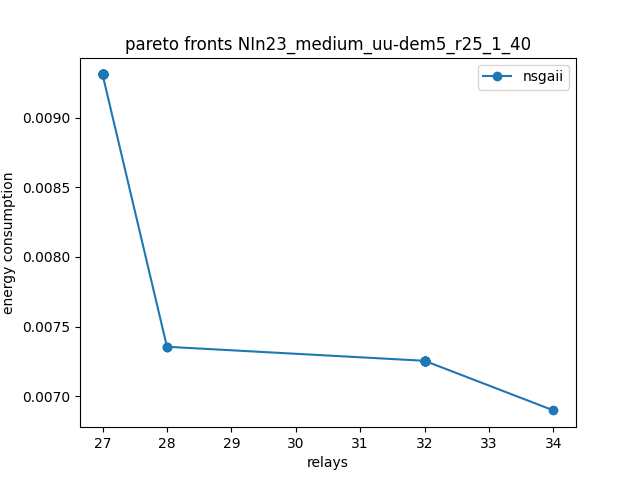 pareto fronts NIn23_medium_uu-dem5_r25_1_40
nsgaii
0.0090
0.0085
0.0080
0.0075
0.0070
energy consumption
27 28 29 30 31 32 33 34
relays